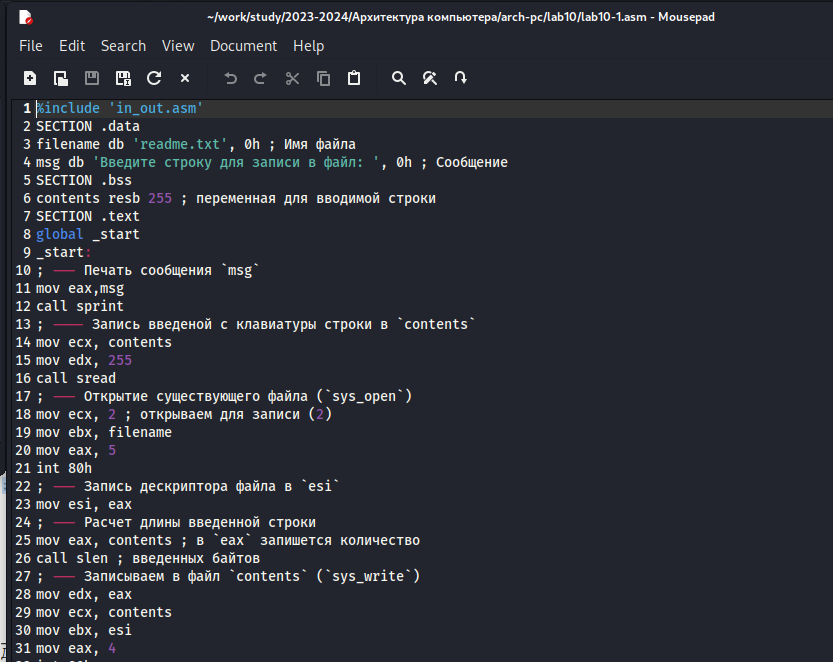 ~/work/study/2023-2024/Архитектура компьютера/arch-pc/lab10/lab10-1.asm - Mousepad
File Edit Search View Document Help
1 %include 'in_out.asm'
2 SECTION .data
3 filename db 'readme.txt', 0h ; Имя файла
4 msg db 'Введите строку для записи в файл: ', 0h ; Сообщение
5 SECTION .bss
6 contents resb 255 ; переменная для вводимой строки
7 SECTION .text
8 global _start
9 _start:
10 ; --- Печать сообщения `msg`
11 mov eax,msg
12 call sprint
13 ; ---- Запись введеной с клавиатуры строки в `contents`
14 mov ecx, contents
15 mov edx, 255
16 call sread
17 ; --- Открытие существующего файла (`sys_open`)
18 mov ecx, 2 ; открываем для записи (2)
19 mov ebx, filename
20 mov eax, 5
21 int 80h
22 ; --- Запись дескриптора файла в `esi`
23 mov esi, eax
24 ; --- Расчет длины введенной строки
25 mov eax, contents ; в `eax` запишется количество
26 call slen ; введенных байтов
27 ; --- Записываем в файл `contents` (`sys_write`)
28 mov edx, eax
29 mov ecx, contents
30 mov ebx, esi
31 mov eax, 4